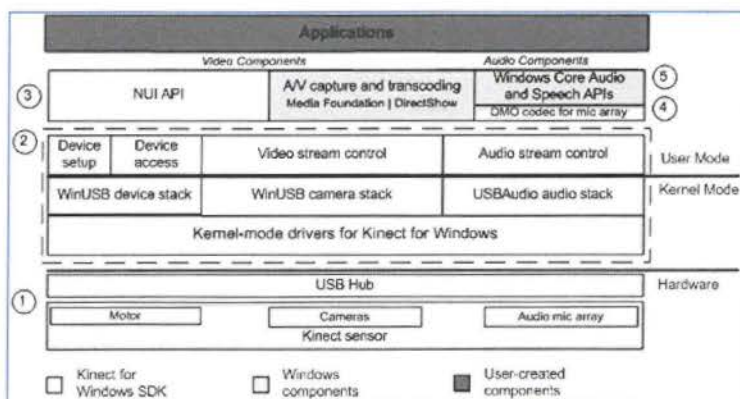 Applications
Video Components
Audio Components
③
NUI API
A/V capture and transcoding
Media Foundation | DirectShow
Windows Core Audio
and Speech APIs
⑤
④
DMO codec for mic array
②
Device
setup
Device
access
Video stream control
Audio stream control
User Mode
WinUSB device stack
WinUSB camera stack
USBAudio audio stack
Kernel Mode
Kernel-mode drivers for Kinect for Windows
USB Hub
Hardware
①
Motor
Cameras
Audio mic array
Kinect sensor
Kinect for
Windows SDK
Windows
components
User-created
components